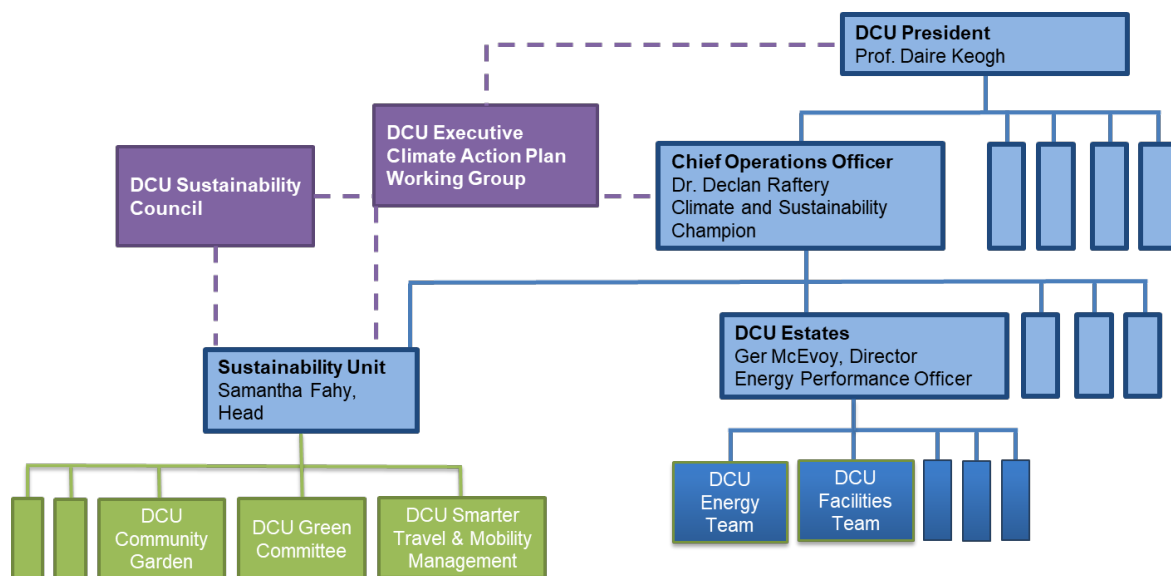 DCU President
Prof. Daire Keogh
DCU Executive
Climate Action Plan
Working Group
DCU Sustainability
Council
Chief Operations Officer
Dr. Declan Raftery
Climate and Sustainability
Champion
DCU Estates
Ger McEvoy, Director
Energy Performance Officer
Sustainability Unit
Samantha Fahy,
Head
DCU
Energy
Team
DCU
Facilities
Team
DCU
Community
Garden
DCU Green
Committee
DCU Smarter
Travel & Mobility
Management